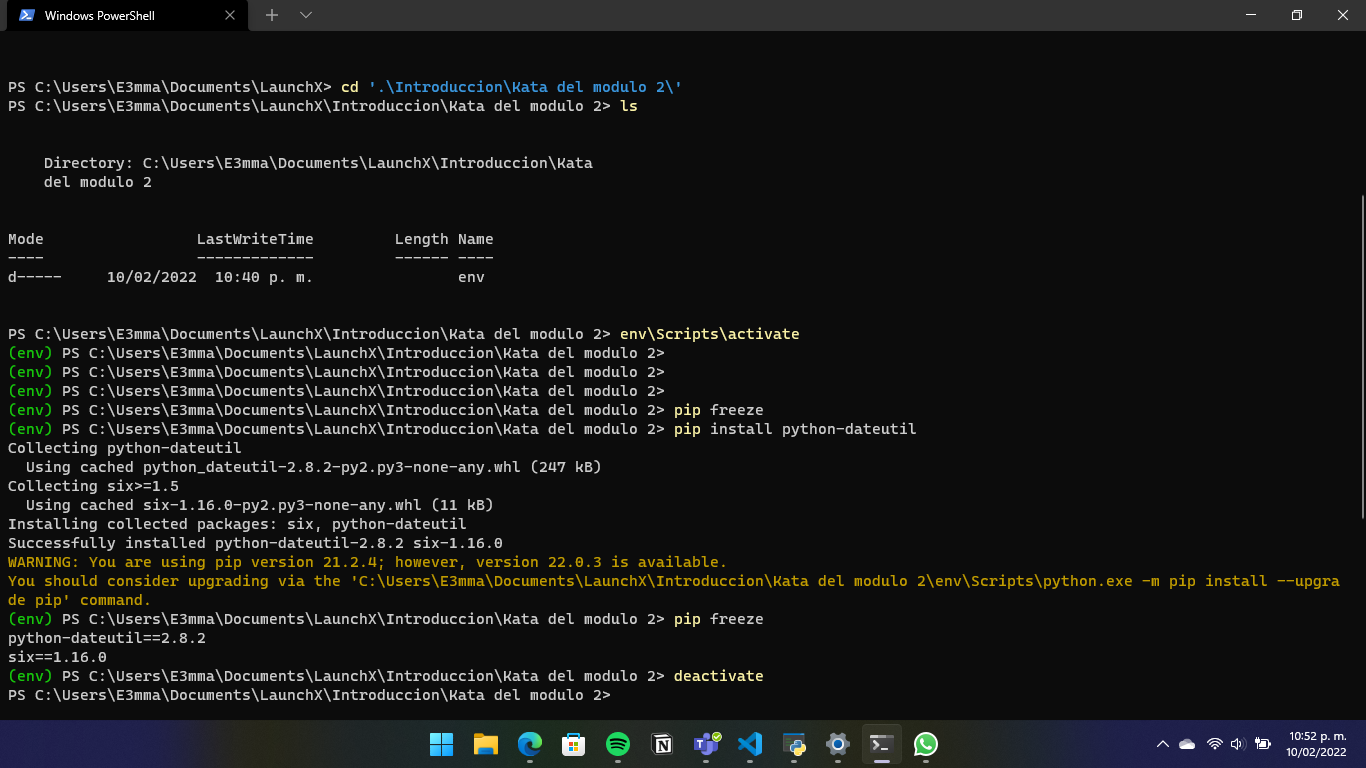 Windows PowerShell
PS C:\Users\E3mma\Documents\LaunchX> cd '.\Introduccion\Kata del modulo 2\'
PS C:\Users\E3mma\Documents\LaunchX\Introduccion\Kata del modulo 2> ls
Directory: C:\Users\E3mma\Documents\LaunchX\Introduccion\Kata
del modulo 2
Mode LastWriteTime Length Name
---- ------------- ------ ----
d----- 10/02/2022 10:40 p. m. env
PS C:\Users\E3mma\Documents\LaunchX\Introduccion\Kata del modulo 2> env\Scripts\activate
(env) PS C:\Users\E3mma\Documents\LaunchX\Introduccion\Kata del modulo 2>
(env) PS C:\Users\E3mma\Documents\LaunchX\Introduccion\Kata del modulo 2>
(env) PS C:\Users\E3mma\Documents\LaunchX\Introduccion\Kata del modulo 2>
(env) PS C:\Users\E3mma\Documents\LaunchX\Introduccion\Kata del modulo 2> pip freeze
(env) PS C:\Users\E3mma\Documents\LaunchX\Introduccion\Kata del modulo 2> pip install python-dateutil
Collecting python-dateutil
Using cached python_dateutil-2.8.2-py2.py3-none-any.whl (247 kB)
Collecting six>=1.5
Using cached six-1.16.0-py2.py3-none-any.whl (11 kB)
Installing collected packages: six, python-dateutil
Successfully installed python-dateutil-2.8.2 six-1.16.0
WARNING: You are using pip version 21.2.4; however, version 22.0.3 is available.
You should consider upgrading via the 'C:\Users\E3mma\Documents\LaunchX\Introduccion\Kata del modulo 2\env\Scripts\python.exe -m pip install --upgra
de pip' command.
(env) PS C:\Users\E3mma\Documents\LaunchX\Introduccion\Kata del modulo 2> pip freeze
python-dateutil==2.8.2
six==1.16.0
(env) PS C:\Users\E3mma\Documents\LaunchX\Introduccion\Kata del modulo 2> deactivate
PS C:\Users\E3mma\Documents\LaunchX\Introduccion\Kata del modulo 2>
10:52 p. m.
10/02/2022